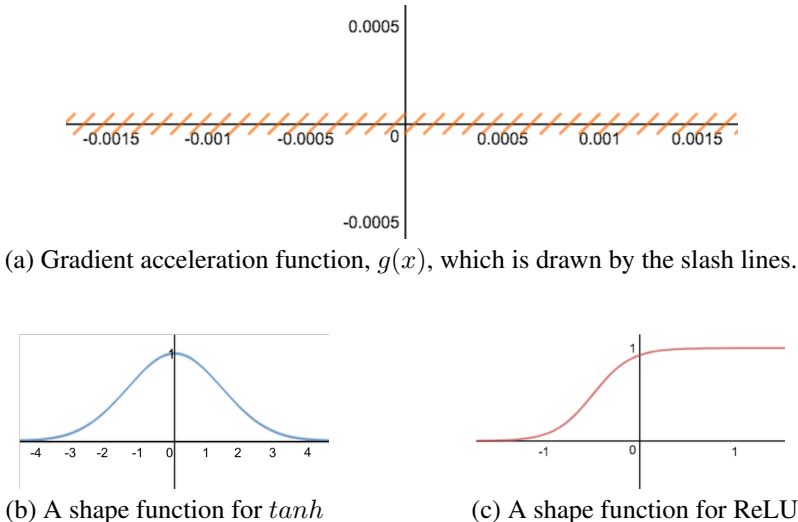 0.0005
-0.0015 -0.001 -0.0005 0 0.0005 0.001 0.0015
-0.0005
(a) Gradient acceleration function, g(x), which is drawn by the slash lines.
1
-4 -3 -2 -1 0 1 2 3 4
(b) A shape function for tanh
1
-1 0 1
(c) A shape function for ReLU